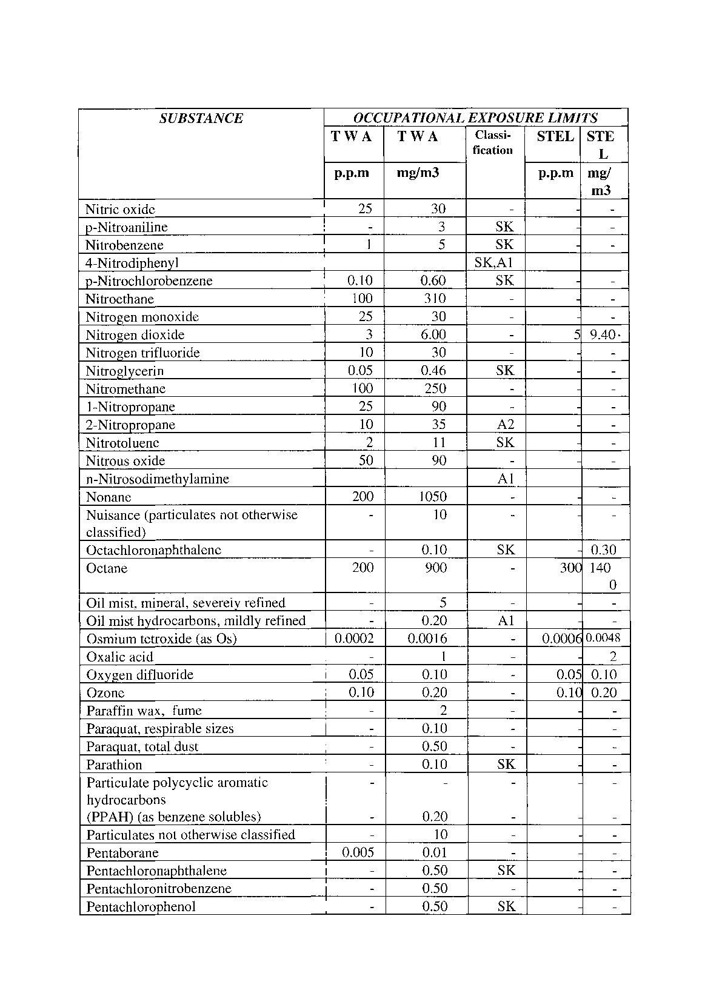 SUBSTANCE OCCUPATIONAL EXPOSURE LIMITS
T W A T W A Classi- STEL STE
fication L
p.p.m mg/m3 p.p.m mg/
m3
Nitric oxide 25 30 - - -
p-Nitroaniline - 3 SK - -
Nitrobenzene 1 5 SK - -
4-Nitrodiphenyl SK,A1
p-Nitrochlorobenzene 0.10 0.60 SK - -
Nitroethane 100 310 - - -
Nitrogen monoxide 25 30 - - -
Nitrogen dioxide 3 6.00 - 5 9.40-
Nitrogen trifluoride 10 30 - - -
Nitroglycerin 0.05 0.46 SK - -
Nitromethane 100 250 - - -
1-Nitropropane 25 90 - - -
2-Nitropropane 10 35 A2 - -
Nitrotoluene 2 11 SK - -
Nitrous oxide 50 90 - - -
n-Nitrosodimethylamine A1
Nonane 200 1050 - - -
Nuisance (particulates not otherwise - 10 - - -
classified)
Octachloronaphthalene - 0.10 SK - 0.30
Octane 200 900 - 300 140
0
Oil mist, mineral, severely refined - 5 - - -
Oil mist hydrocarbons, mildly refined - 0.20 A1 - -
Osmium tetroxide (as Os) 0.0002 0.0016 - 0.0006 0.0048
Oxalic acid - 1 - - 2
Oxygen difluoride 0.05 0.10 - 0.05 0.10
Ozone 0.10 0.20 - 0.10 0.20
Paraffin wax, fume - 2 - - -
Paraquat, respirable sizes - 0.10 - - -
Paraquat, total dust - 0.50 - - -
Parathion - 0.10 SK - -
Particulate polycyclic aromatic - - - - -
hydrocarbons
(PPAH) (as benzene solubles) - 0.20 - - -
Particulates not otherwise classified - 10 - - -
Pentaborane 0.005 0.01 - - -
Pentachloronaphthalene - 0.50 SK - -
Pentachloronitrobenzene - 0.50 - - -
Pentachlorophenol - 0.50 SK - -